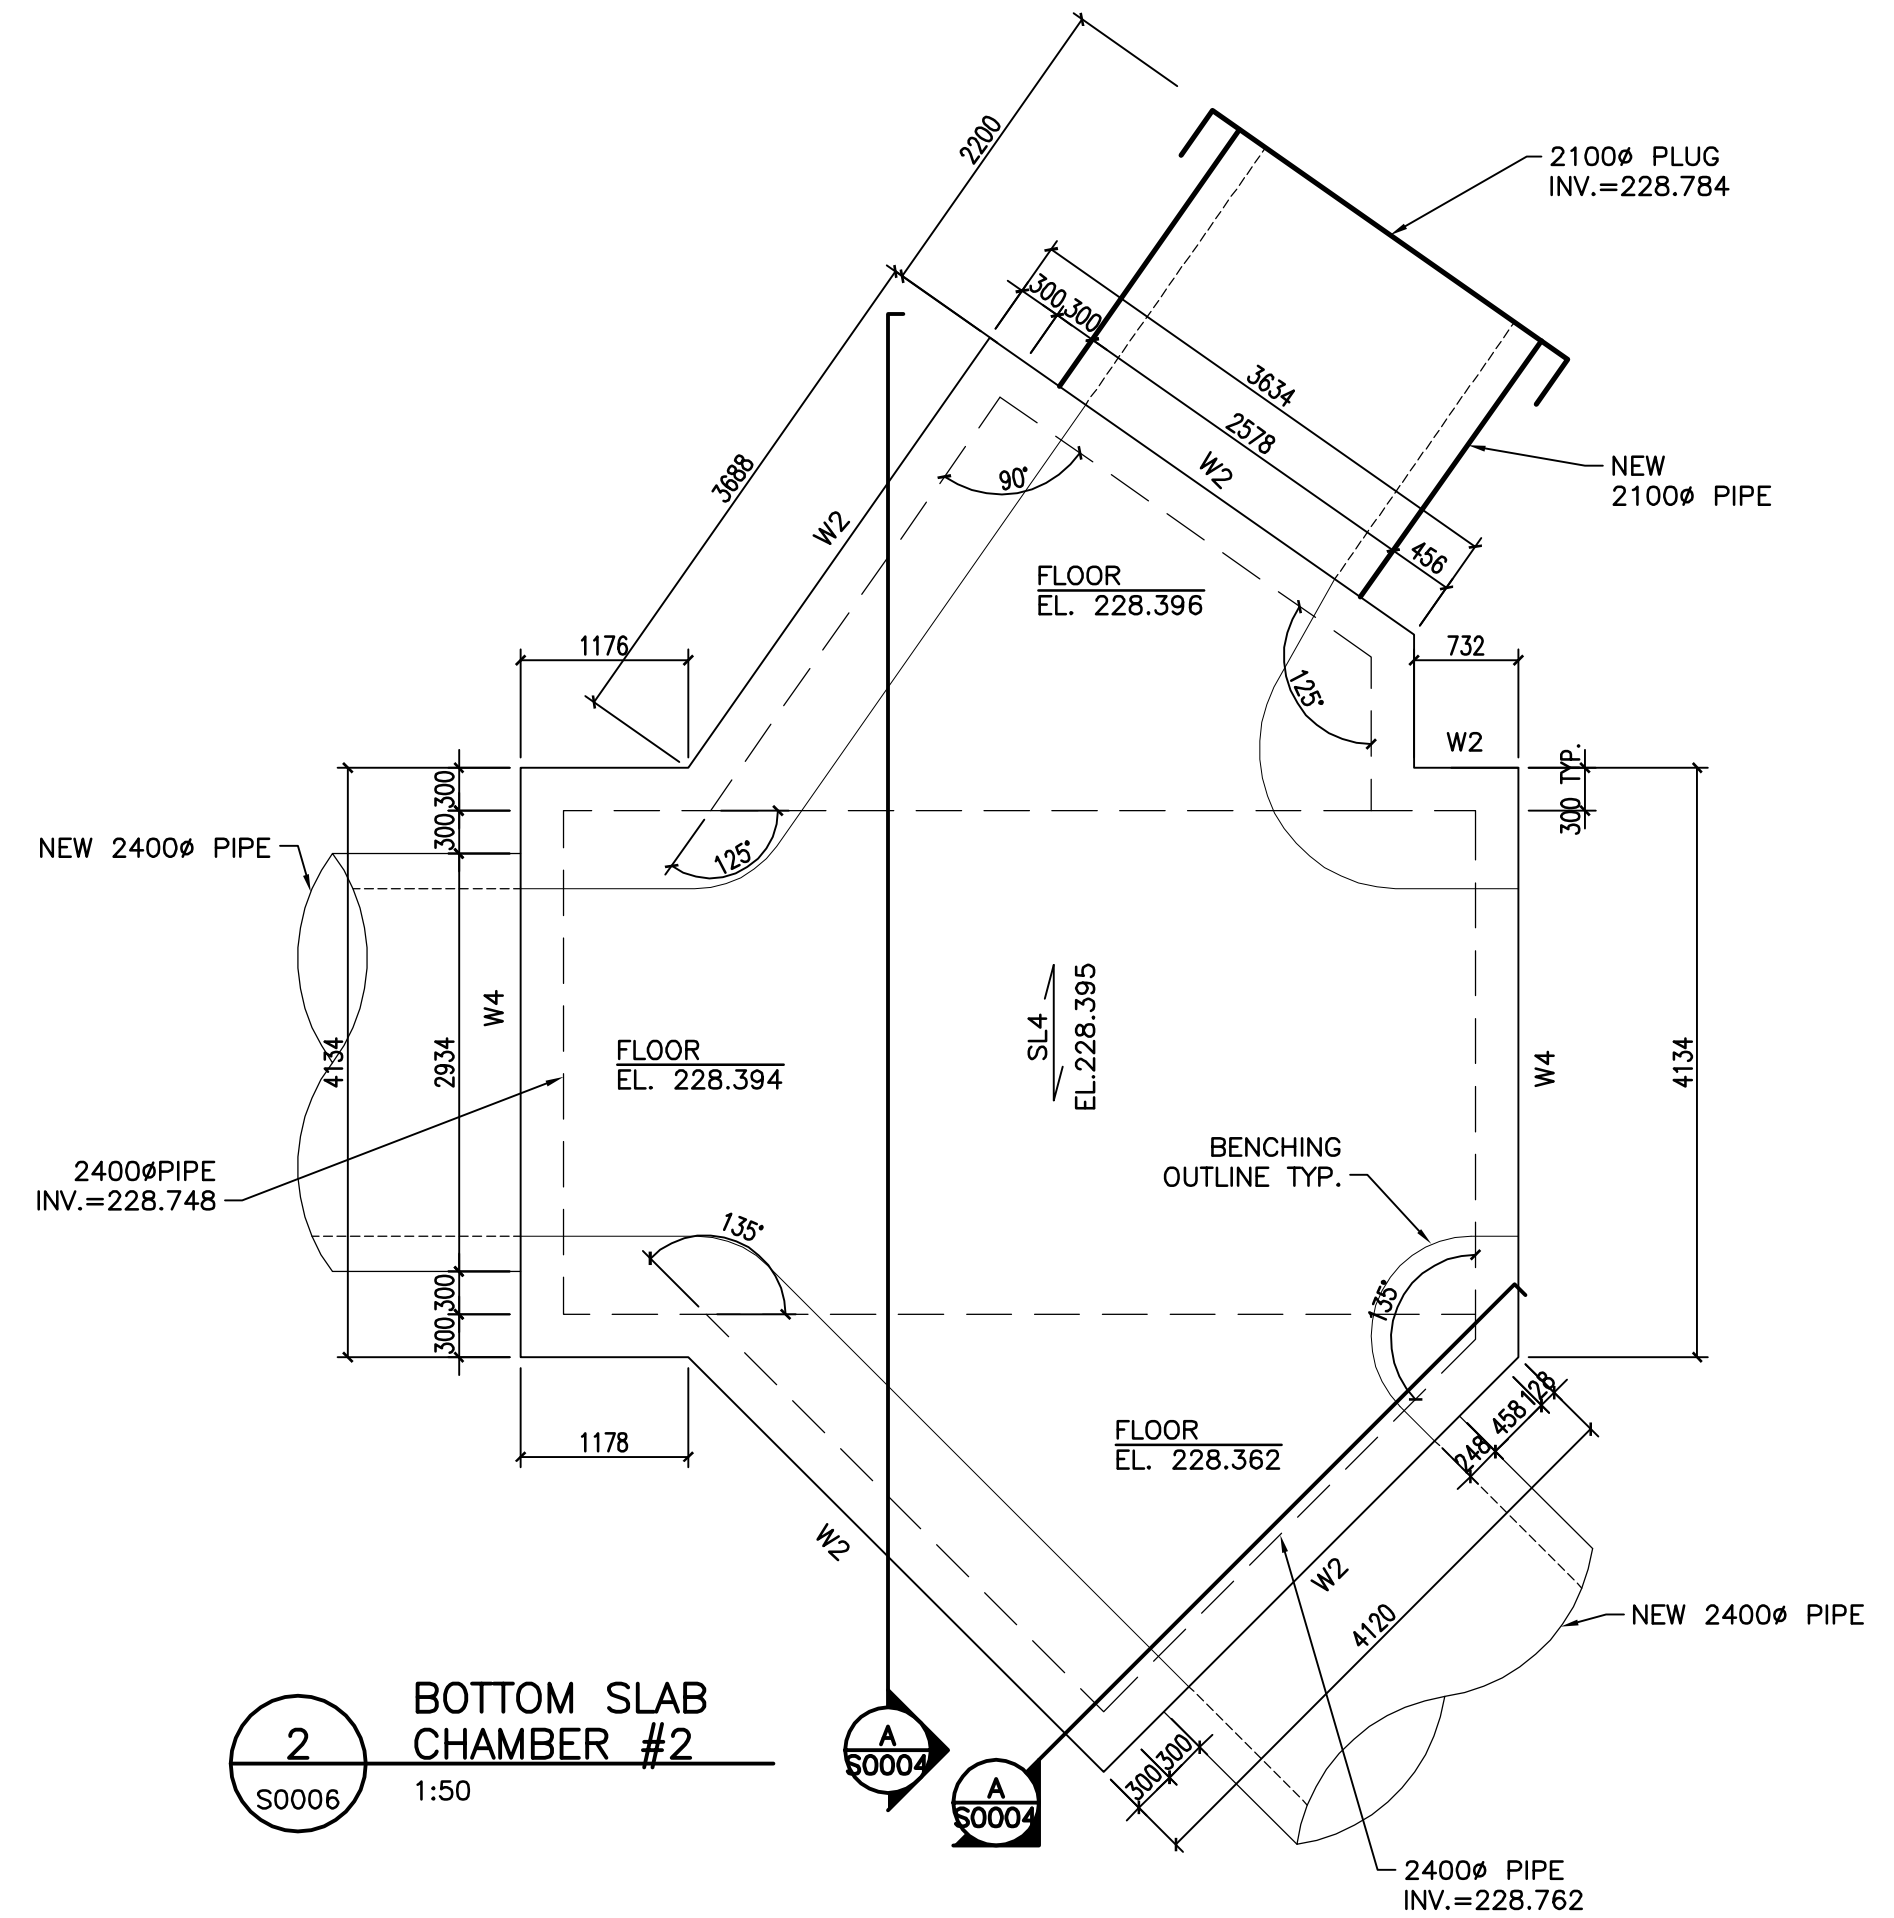 2200
2100ø PLUG
INV.=228.784
300
300
3634
2578
W2
456
NEW
2100ø PIPE
3688
W2
90°
FLOOR
EL. 228.396
1176
125°
732
W2
300 TYP.
300
300
NEW 2400ø PIPE
125°
4134
2934
W4
SL4
EL.228.395
FLOOR
EL. 228.394
W4
4134
2400øPIPE
INV.=228.748
BENCHING
OUTLINE TYP.
135°
135°
300
300
1178
FLOOR
EL. 228.362
248
458
128
W2
W2
4120
NEW 2400ø PIPE
300
300
2400ø PIPE
INV.=228.762
A
S0004
A
S0004
2
S0006
BOTTOM SLAB
CHAMBER #2
1:50